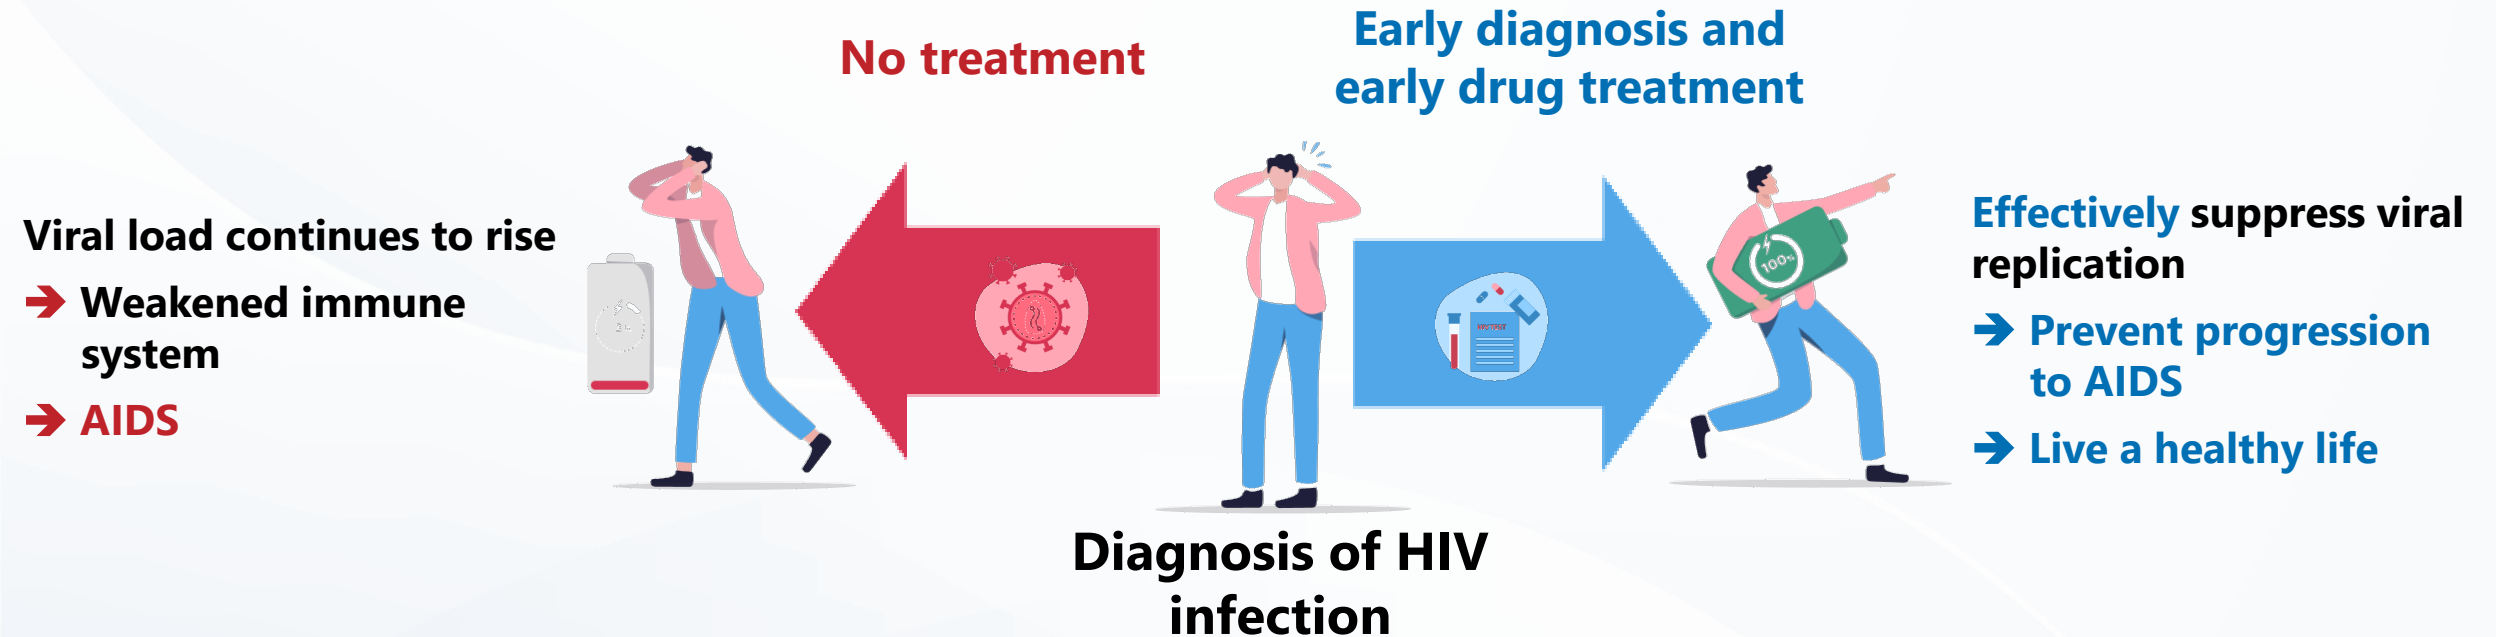 No treatment
Early diagnosis and
early drug treatment
Viral load continues to rise
➔ Weakened immune
system
➔ AIDS
100%
Effectively suppress viral
replication
➔ Prevent progression
to AIDS
➔ Live a healthy life
Diagnosis of HIV
infection